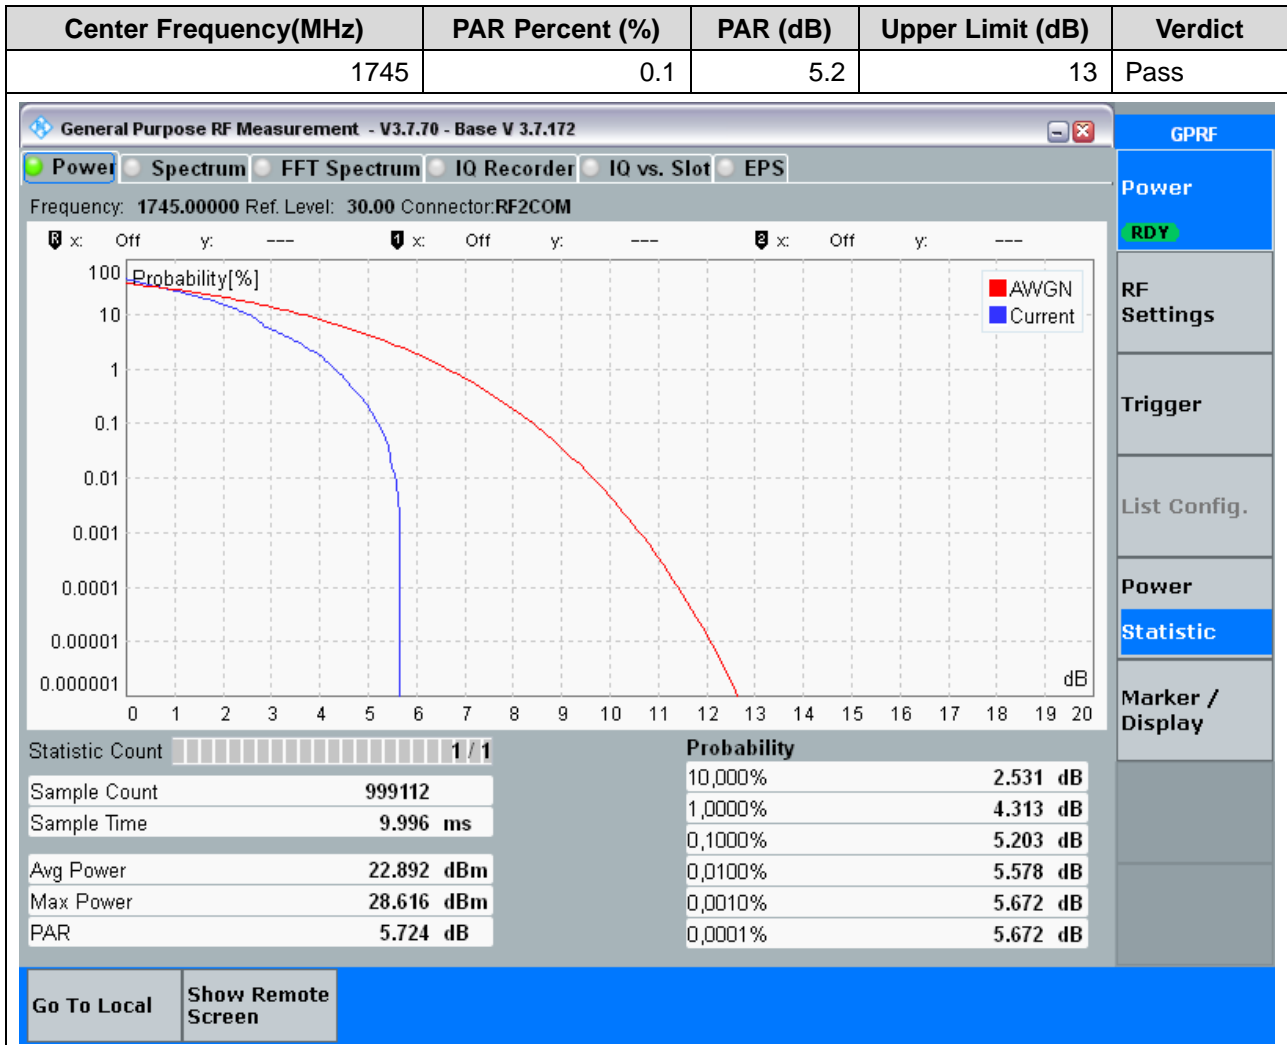 Center Frequency(MHz) PAR Percent (%) PAR (dB) Upper Limit (dB) Verdict
1745 0.1 5.2 13 Pass
General Purpose RF Measurement - V3.7.70 - Base V 3.7.172
GPRF
Power Spectrum FFT Spectrum IQ Recorder IQ vs. Slot EPS
Frequency: 1745.00000 Ref. Level: 30.00 Connector:RF2COM
R x: Off y: --- 1 x: Off y: --- 2 x: Off y: ---
Probability[%]
100
10
1
0.1
0.01
0.001
0.0001
0.00001
0.000001
AWGN
Current
dB
0 1 2 3 4 5 6 7 8 9 10 11 12 13 14 15 16 17 18 19 20
Statistic Count 1 / 1
Sample Count 999112
Sample Time 9.996 ms
Avg Power 22.892 dBm
Max Power 28.616 dBm
PAR 5.724 dB
Probability
10,000% 2.531 dB
1,0000% 4.313 dB
0,1000% 5.203 dB
0,0100% 5.578 dB
0,0010% 5.672 dB
0,0001% 5.672 dB
Power
RDY
RF
Settings
Trigger
List Config.
Power
Statistic
Marker /
Display
Go To Local
Show Remote
Screen